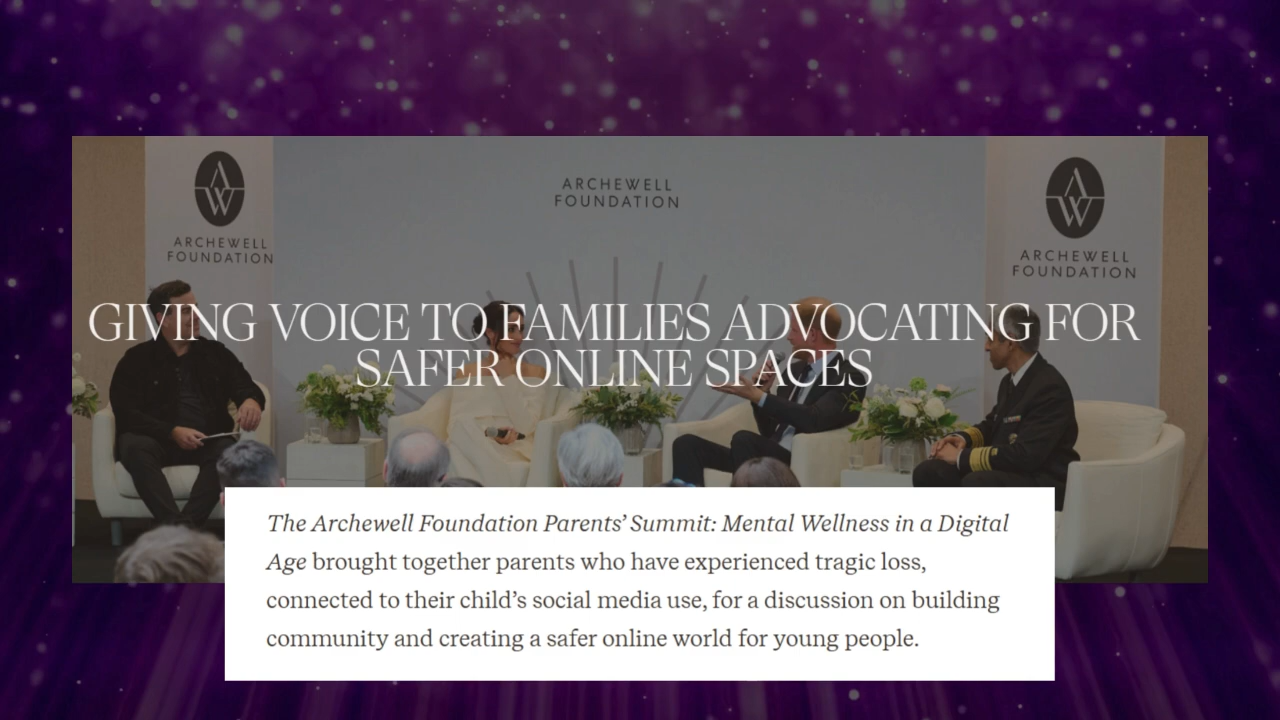 AW
ARCHEWELL
FOUNDATION
ARCHEWELL
FOUNDATION
AW
ARCHEWELL
FOUNDATION
GIVING VOICE TO FAMILIES ADVOCATING FOR
SAFER ONLINE SPACES
The Archewell Foundation Parents’ Summit: Mental Wellness in a Digital
Age brought together parents who have experienced tragic loss,
connected to their child’s social media use, for a discussion on building
community and creating a safer online world for young people.